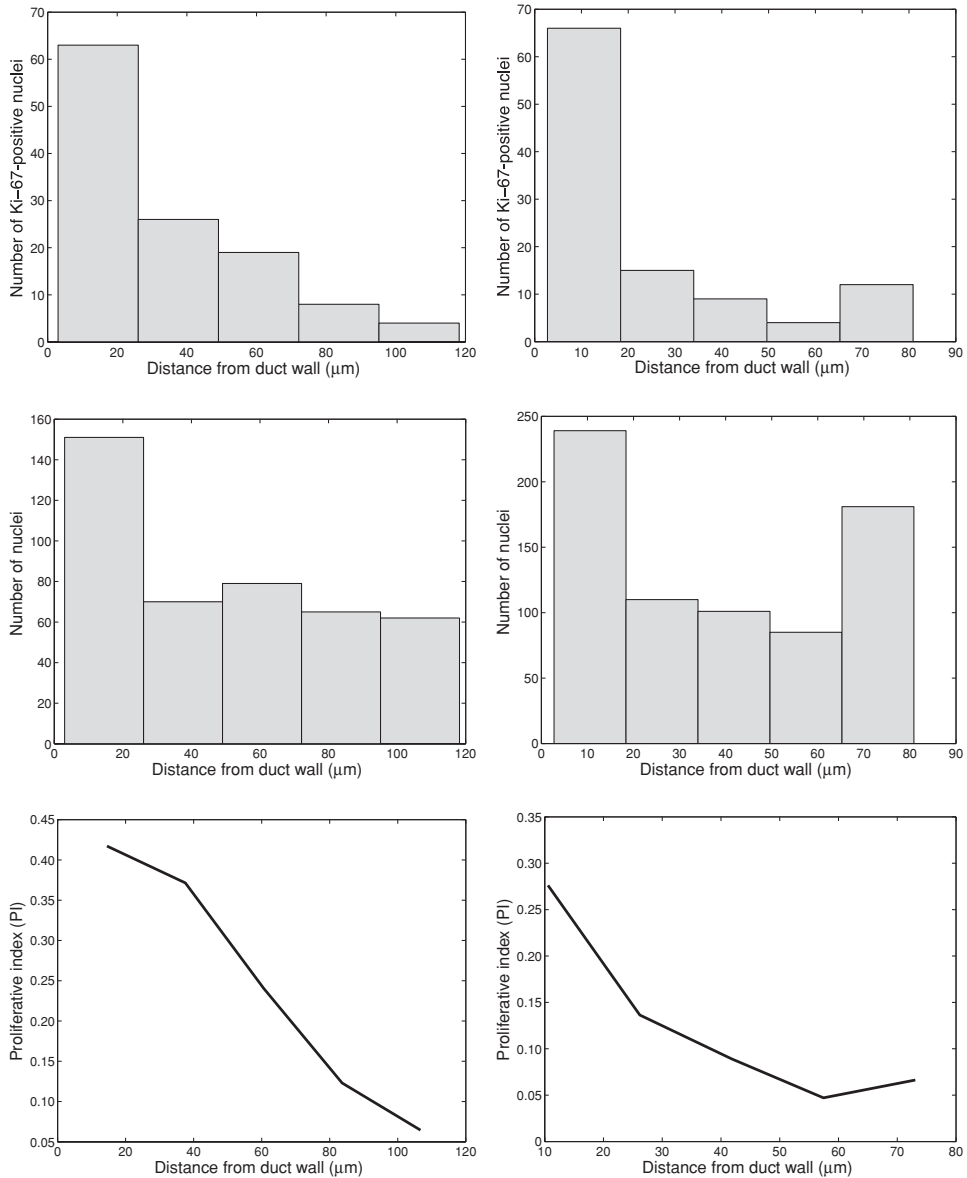 70
60
50
40
30
20
10
0
Number of Ki–67-positive nuclei
0 20 40 60 80 100 120
Distance from duct wall (μm)
70
60
50
40
30
20
10
0
Number of Ki–67-positive nuclei
0 10 20 30 40 50 60 70 80 90
Distance from duct wall (μm)
160
140
120
100
80
60
40
20
0
Number of nuclei
0 20 40 60 80 100 120
Distance from duct wall (μm)
250
200
150
100
50
0
Number of nuclei
0 10 20 30 40 50 60 70 80 90
Distance from duct wall (μm)
0.45
0.40
0.35
0.30
0.25
0.20
0.15
0.10
0.05
Proliferative index (PI)
0 20 40 60 80 100 120
Distance from duct wall (μm)
0.35
0.30
0.25
0.20
0.15
0.10
0.05
0
Proliferative index (PI)
10 20 30 40 50 60 70 80
Distance from duct wall (μm)